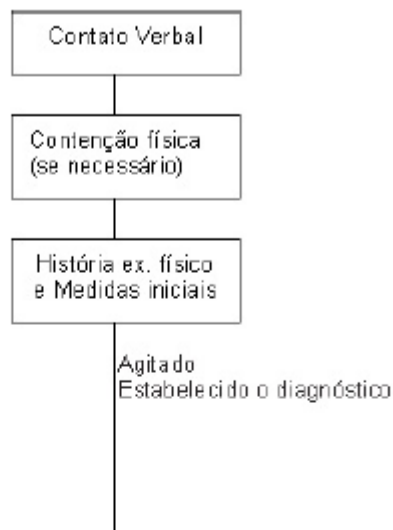 Contato Verbal
Contenção física
(se necessário)
História ex. físico
e Medidas iniciais
Agitado
Estabelecido o diagnóstico